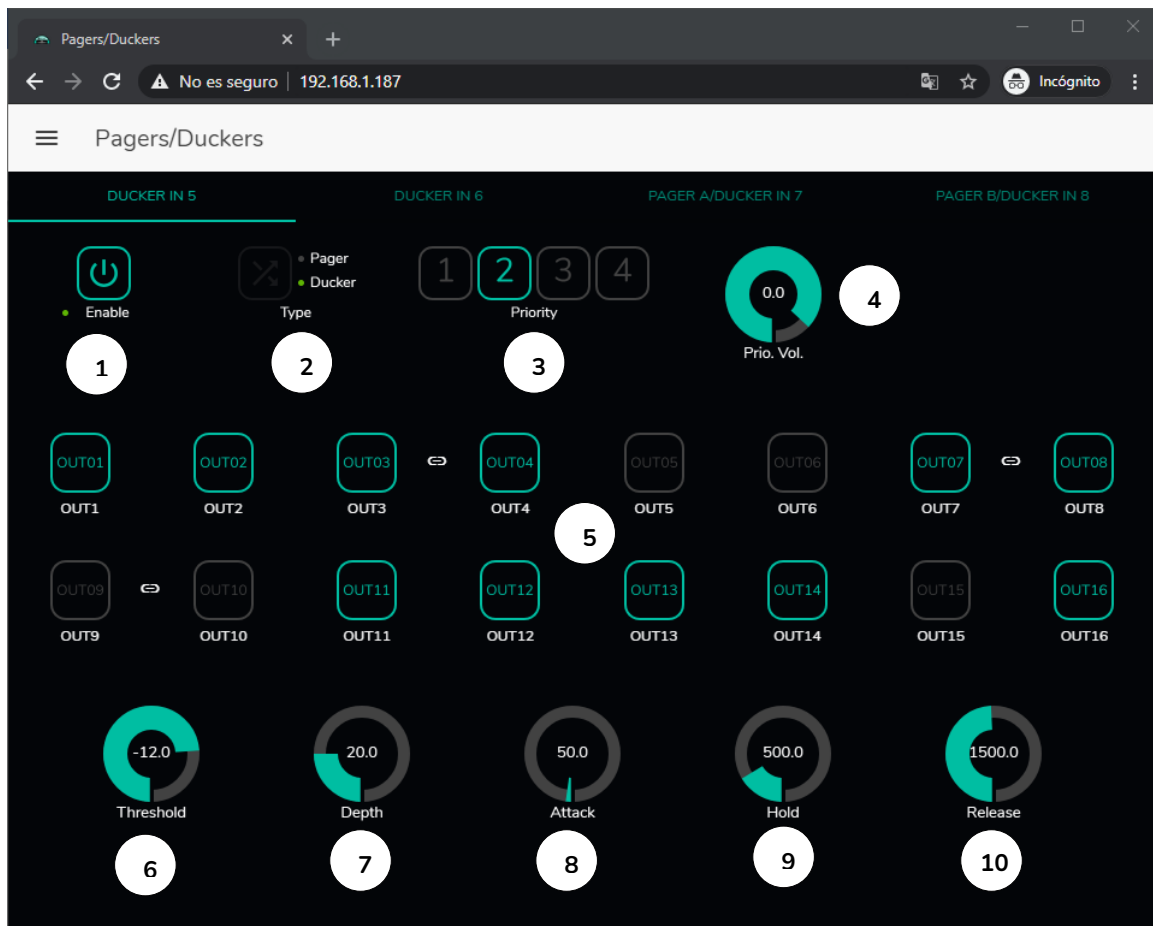 Pagers/Duckers
No es seguro | 192.168.1.187
Incógnito
Pagers/Duckers
DUCKER IN 5
DUCKER IN 6
PAGER A/DUCKER IN 7
PAGER B/DUCKER IN 8
Enable
Pager
Ducker
Type
1 2 3 4
Priority
0.0
Prio. Vol.
1
2
3
4
OUT01 OUT02 OUT03 OUT04 OUT05 OUT06 OUT07 OUT08
OUT1 OUT2 OUT3 OUT4 OUT5 OUT6 OUT7 OUT8
5
OUT09 OUT10 OUT11 OUT12 OUT13 OUT14 OUT15 OUT16
OUT9 OUT10 OUT11 OUT12 OUT13 OUT14 OUT15 OUT16
-12.0 20.0 50.0 500.0 1500.0
Threshold Depth Attack Hold Release
6 7 8 9 10